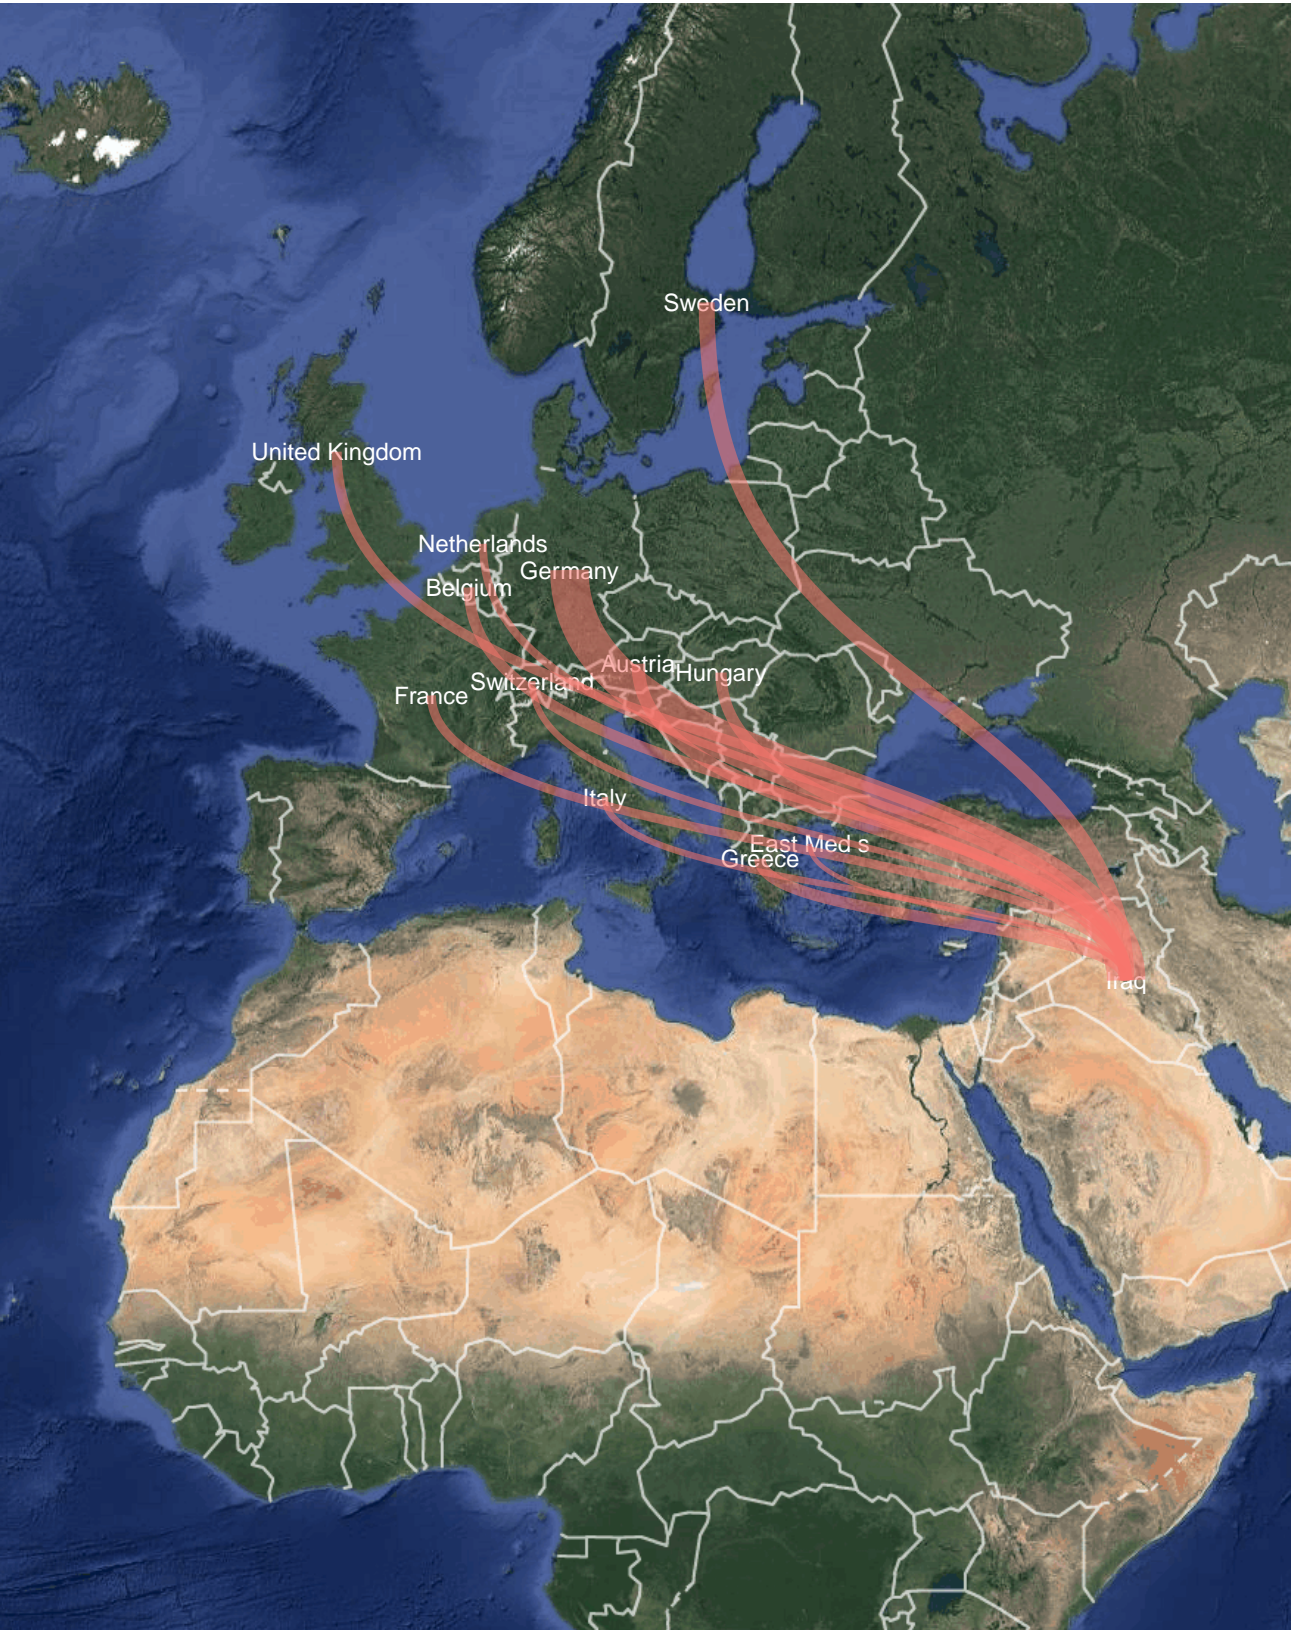 Sweden
United Kingdom
Netherlands
Germany
Belgium
Austria
Hungary
Switzerland
France
Italy
East Med s
Greece
Iraq